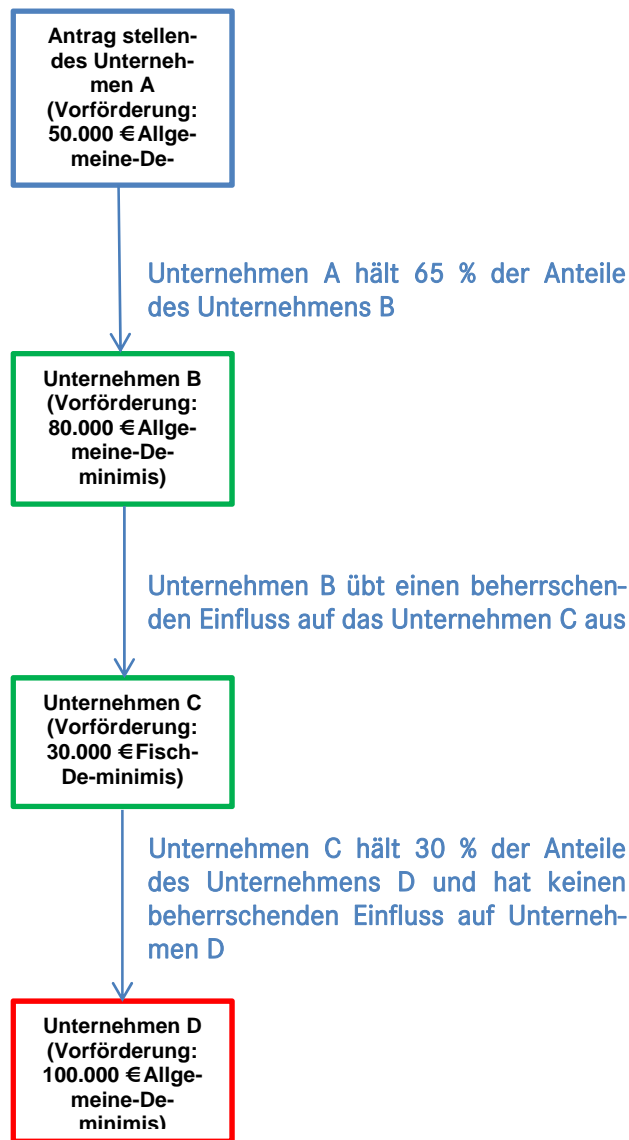 Antrag stellen-
des Unterneh-
men A
(Vorförderung:
50.000 € Allge-
meine-De-
Unternehmen A hält 65 % der Anteile
des Unternehmens B
Unternehmen B
(Vorförderung:
80.000 € Allge-
meine-De-
minimis)
Unternehmen B übt einen beherrschen-
den Einfluss auf das Unternehmen C aus
Unternehmen C
(Vorförderung:
30.000 € Fisch-
De-minimis)
Unternehmen C hält 30 % der Anteile
des Unternehmens D und hat keinen
beherrschenden Einfluss auf Unterneh-
men D
Unternehmen D
(Vorförderung:
100.000 € Allge-
meine-De-
minimis)